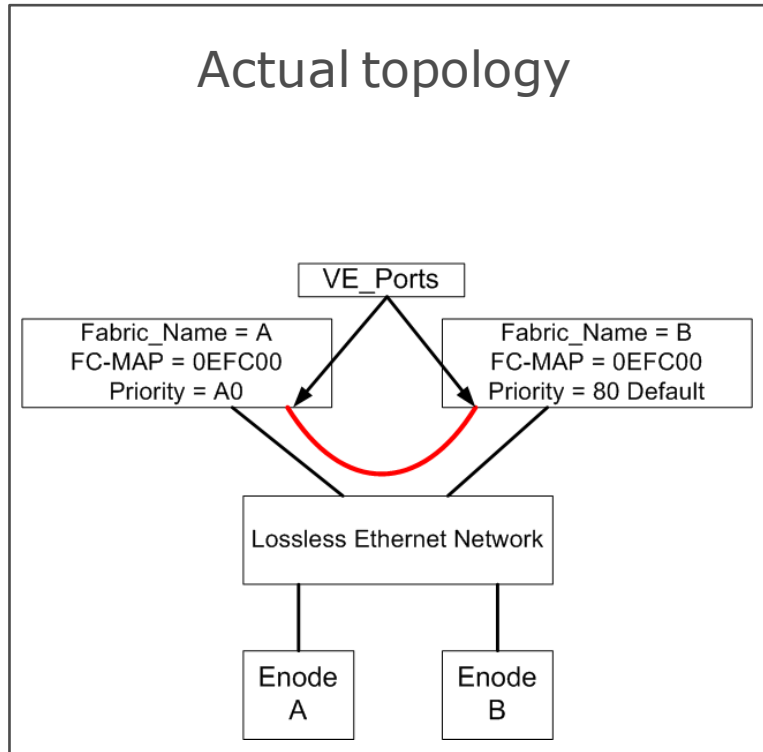 Actual topology
VE_Ports
Fabric_Name = A
FC-MAP = 0EFC00
Priority = A0
Fabric_Name = B
FC-MAP = 0EFC00
Priority = 80 Default
Lossless Ethernet Network
Enode
A
Enode
B